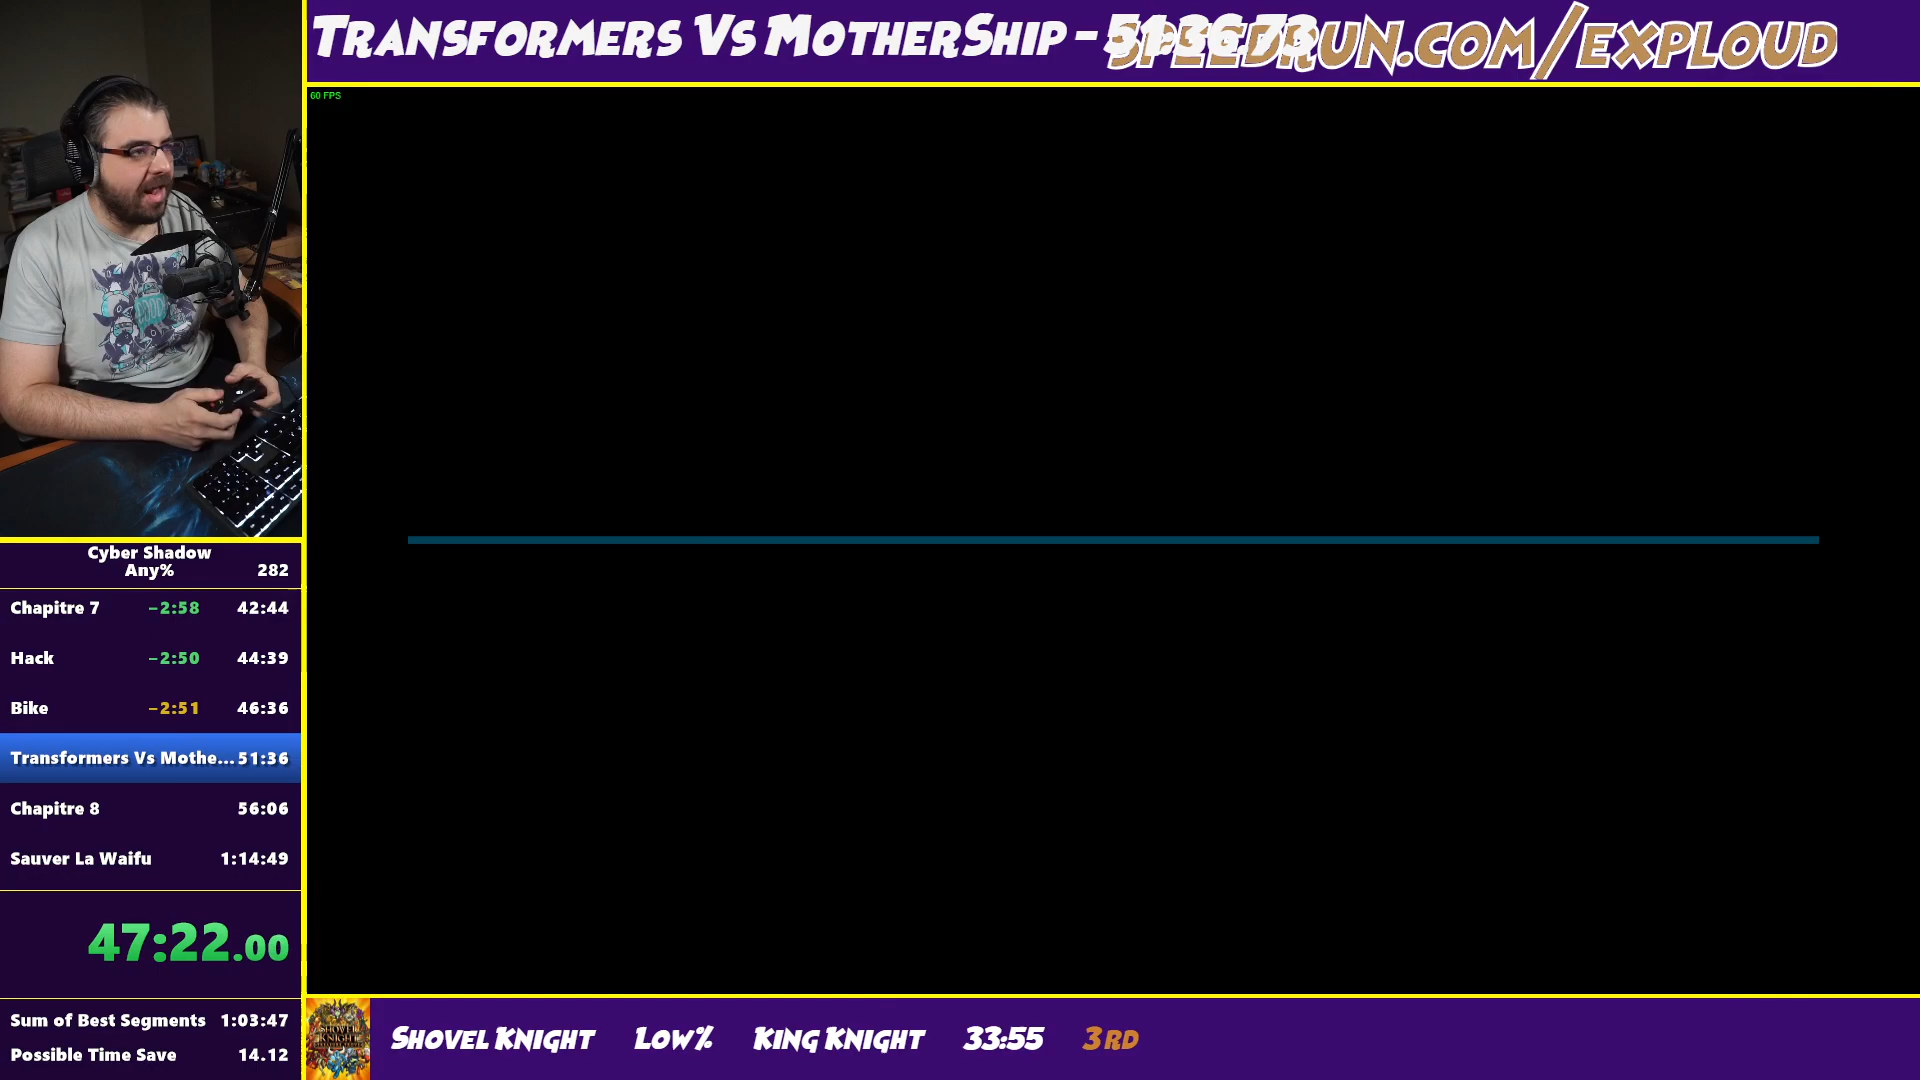 TRANSFORMERS VS MOTHERSHIP - 51:36.73
SPEEDRUN.COM/EXPLOUD
60 FPS
Cyber Shadow
Any% 282
Chapitre 7 -2:58 42:44
Hack -2:50 44:39
Bike -2:51 46:36
Transformers Vs Mothe... 51:36
Chapitre 8 56:06
Sauver La Waifu 1:14:49
47:22.00
Sum of Best Segments 1:03:47
Possible Time Save 14.12
SHOVEL KNIGHT LOW% KING KNIGHT 33:55 3RD